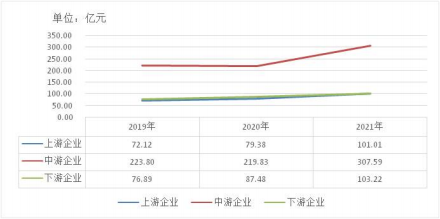 单位：亿元
350.00
300.00
250.00
200.00
150.00
100.00
50.00
0.00
2019年 2020年 2021年
上游企业 72.12 79.38 101.01
中游企业 223.80 219.83 307.59
下游企业 76.89 87.48 103.22
上游企业 中游企业 下游企业